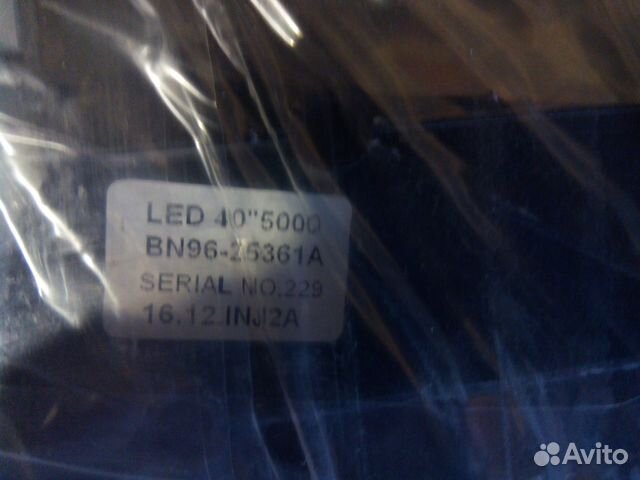 LED 40"5000
BN96-25361A
SERIAL NO.229
16.12.INJ2A
Avito